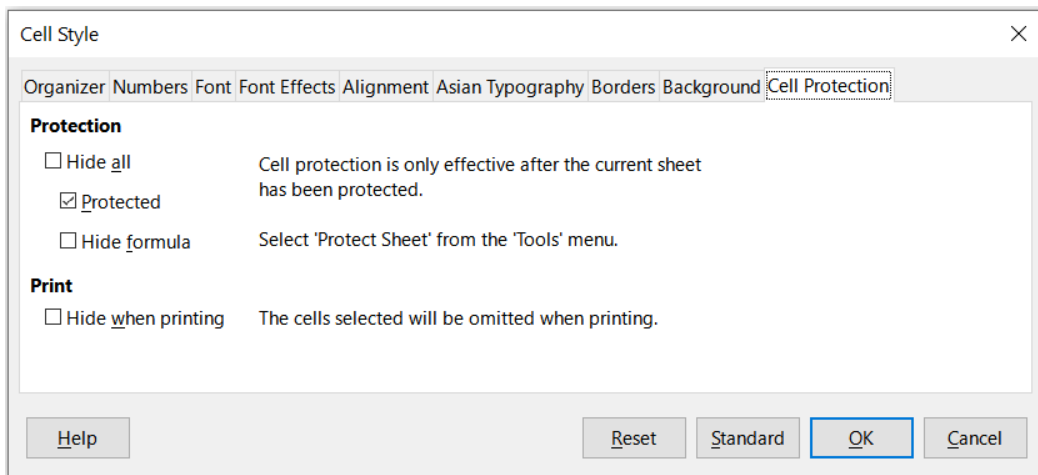 Cell Style
Organizer Numbers Font Font Effects Alignment Asian Typography Borders Background Cell Protection
Protection
Hide all
Cell protection is only effective after the current sheet
has been protected.
Protected
Hide formula
Select 'Protect Sheet' from the 'Tools' menu.
Print
Hide when printing
The cells selected will be omitted when printing.
Help
Reset
Standard
OK
Cancel